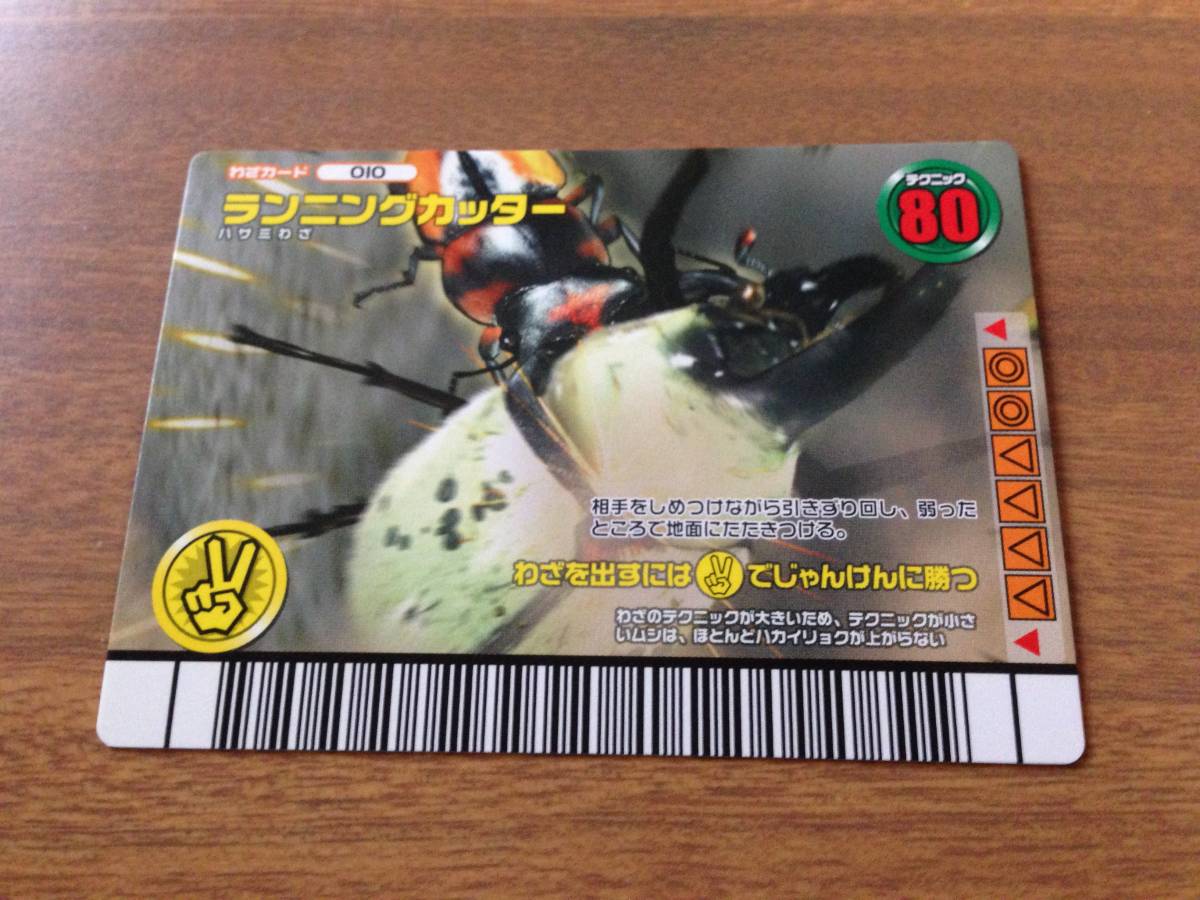 わざカード 010
ランニングカッター
ハサミわざ
テクニック
80
相手をしめつけながら引きずり回し、弱った
ところで地面にたたきつける。
わざを出すには でじゃんけんに勝つ
わざのテクニックが大きいため、テクニックが小さ
いムシは、ほとんどハカイリョクが上がらない